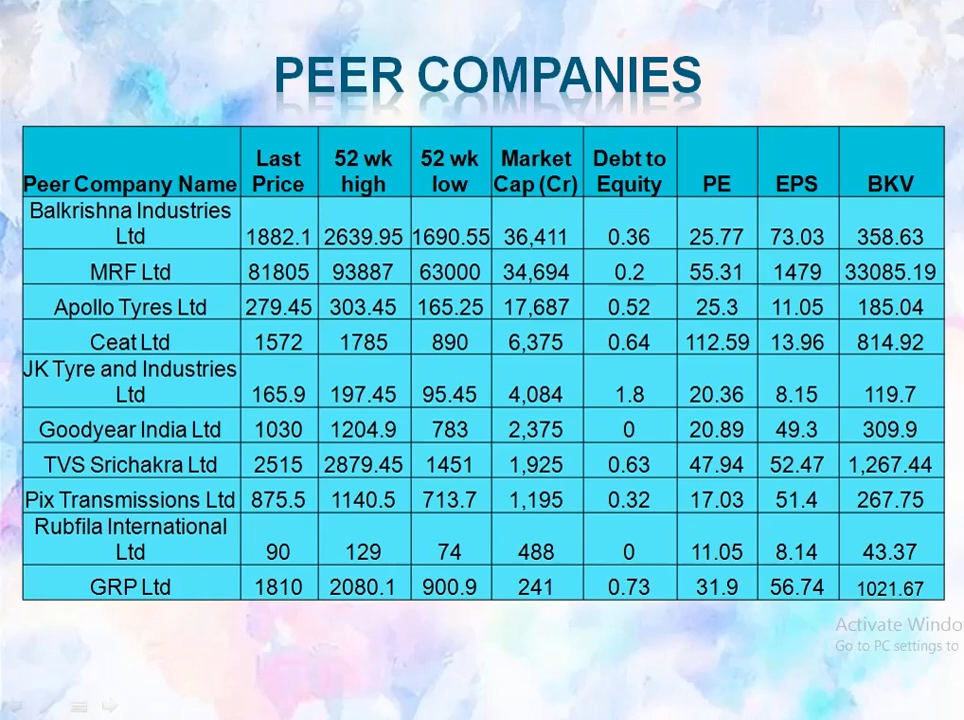 PEER COMPANIES
Peer Company Name Last Price 52 wk high 52 wk low Market Cap (Cr) Debt to Equity PE EPS BKV
Balkrishna Industries Ltd 1882.1 2639.95 1690.55 36,411 0.36 25.77 73.03 358.63
MRF Ltd 81805 93887 63000 34,694 0.2 55.31 1479 33085.19
Apollo Tyres Ltd 279.45 303.45 165.25 17,687 0.52 25.3 11.05 185.04
Ceat Ltd 1572 1785 890 6,375 0.64 112.59 13.96 814.92
JK Tyre and Industries Ltd 165.9 197.45 95.45 4,084 1.8 20.36 8.15 119.7
Goodyear India Ltd 1030 1204.9 783 2,375 0 20.89 49.3 309.9
TVS Srichakra Ltd 2515 2879.45 1451 1,925 0.63 47.94 52.47 1,267.44
Pix Transmissions Ltd 875.5 1140.5 713.7 1,195 0.32 17.03 51.4 267.75
Rubfila International Ltd 90 129 74 488 0 11.05 8.14 43.37
GRP Ltd 1810 2080.1 900.9 241 0.73 31.9 56.74 1021.67
Activate Windo
Go to PC settings to